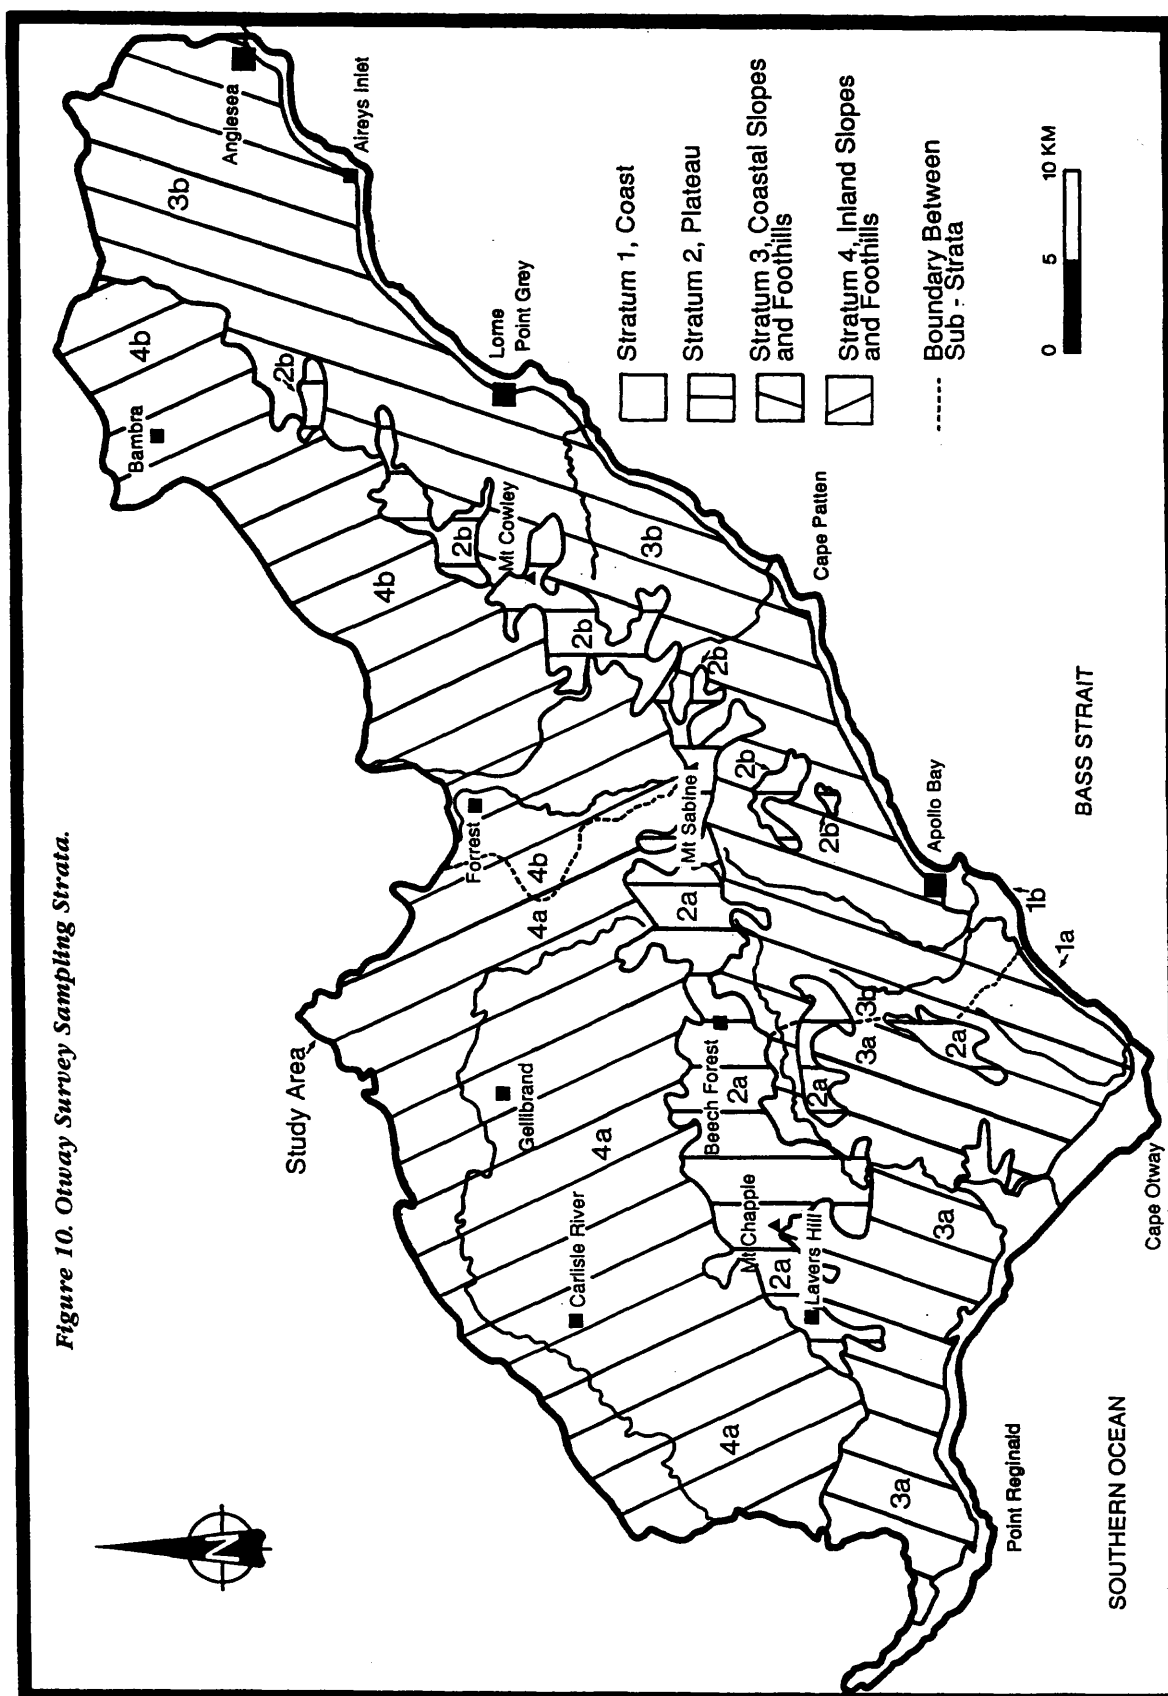 Figure 10. Otway Survey Sampling Strata.
N
Study Area
Anglesea
Aireys Inlet
3b
4b
Bambra
2b
Lorne
Point Grey
2b
Mt Cowley
4b
3b
2b
2b
Cape Patten
Forrest
4b
4a
Mt Sabine
2b
2b
2a
Apollo Bay
1b
1a
BASS STRAIT
Gellibrand
Beech Forest
2a
2a
3b
3a
2a
4a
Carlisle River
Mt Chapple
2a
Lavers Hill
3a
4a
3a
Cape Otway
Point Reginald
SOUTHERN OCEAN
Stratum 1, Coast
Stratum 2, Plateau
Stratum 3, Coastal Slopes
and Foothills
Stratum 4, Inland Slopes
and Foothills
Boundary Between
Sub - Strata
0 5 10 KM